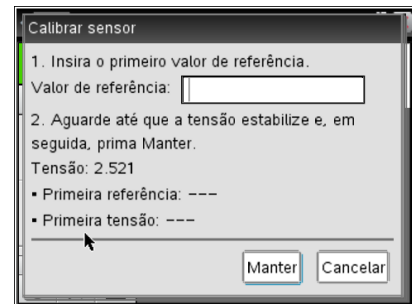 Calibrar sensor
1. Insira o primeiro valor de referência.
Valor de referência:
2. Aguarde até que a tensão estabilize e, em
seguida, prima Manter.
Tensão: 2.521
▪ Primeira referência: ---
▪ Primeira tensão: ---
Manter Cancelar